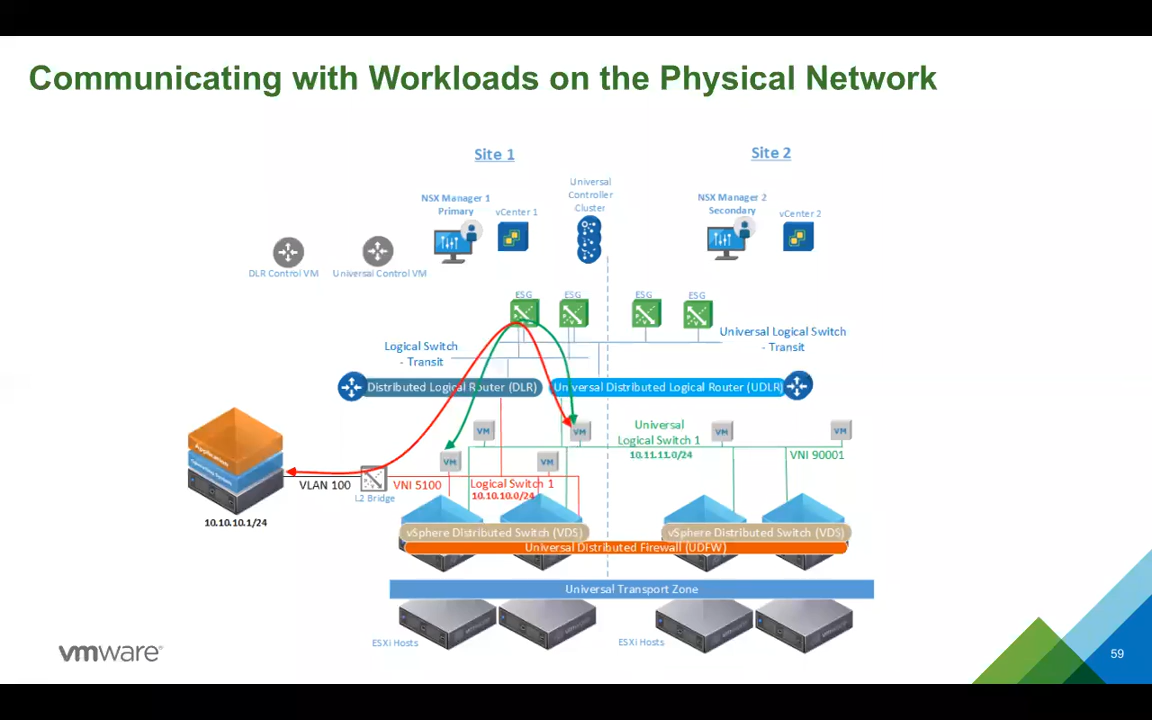 Communicating with Workloads on the Physical Network
Site 1
Site 2
NSX Manager 1
Primary
vCenter 1
Universal
Controller
Cluster
NSX Manager 2
Secondary
vCenter 2
DLR Control VM
Universal Control VM
ESG
ESG
ESG
ESG
Logical Switch
- Transit
Universal Logical Switch
- Transit
Distributed Logical Router (DLR)
Universal Distributed Logical Router (UDLR)
VM
VM
Universal
Logical Switch 1
10.11.11.0/24
VM
VM
VNI 90001
Application
Operating System
VM
VM
VLAN 100
L2 Bridge
VNI 5100
Logical Switch 1
10.10.10.0/24
10.10.10.1/24
vSphere Distributed Switch (VDS)
vSphere Distributed Switch (VDS)
Universal Distributed Firewall (UDFW)
Universal Transport Zone
ESXi Hosts
ESXi Hosts
vmware®
59